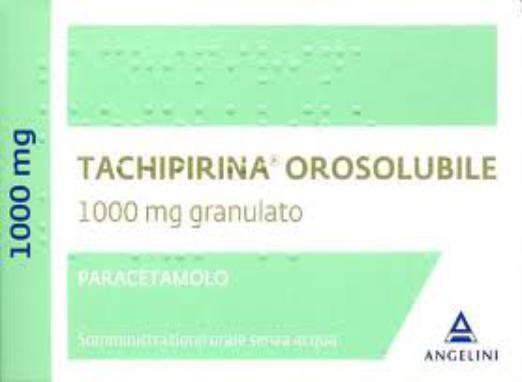 1000 mg
TACHIPIRINA® OROSOLUBILE
1000 mg granulato
PARACETAMOLO
Somministrazione orale senza acqua
ANGELINI